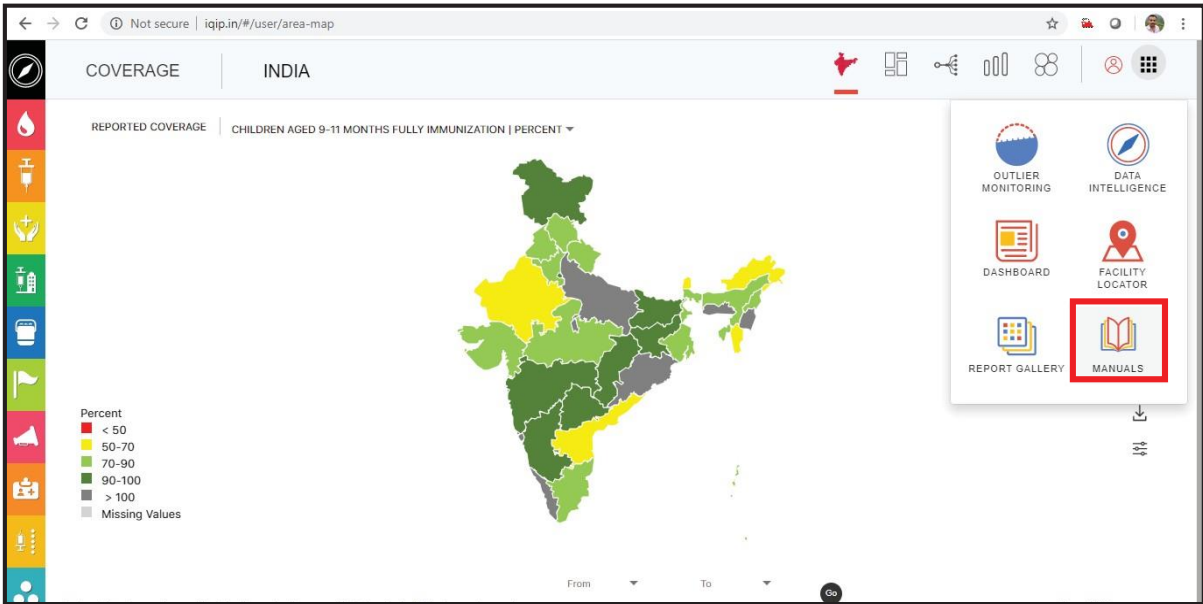 Not secure | iqip.in/#/user/area-map
COVERAGE
INDIA
REPORTED COVERAGE
CHILDREN AGED 9-11 MONTHS FULLY IMMUNIZATION | PERCENT
OUTLIER
MONITORING
DATA
INTELLIGENCE
DASHBOARD
FACILITY
LOCATOR
REPORT GALLERY
MANUALS
Percent
< 50
50-70
70-90
90-100
> 100
Missing Values
From
To
Go